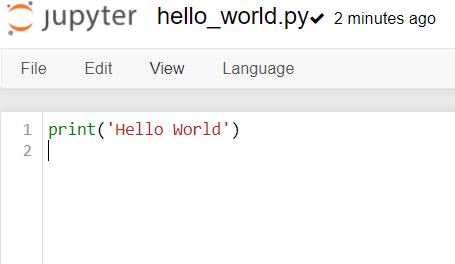 jupyter hello_world.py✔ 2 minutes ago
File Edit View Language
1 print('Hello World')
2